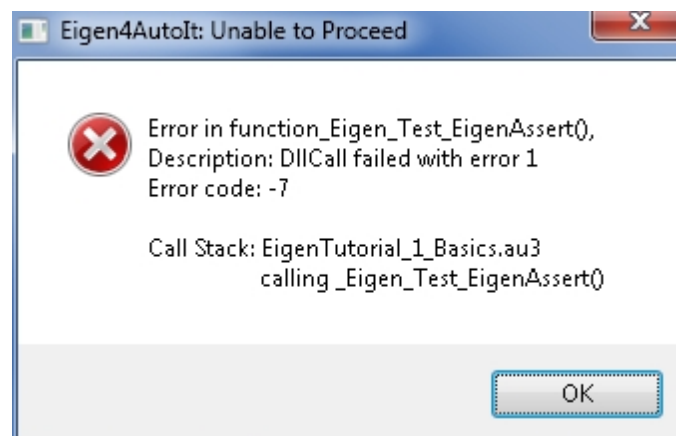 Eigen4AutoIt: Unable to Proceed
Error in function_Eigen_Test_EigenAssert(),
Description: DllCall failed with error 1
Error code: -7
Call Stack: EigenTutorial_1_Basics.au3
calling _Eigen_Test_EigenAssert()
OK